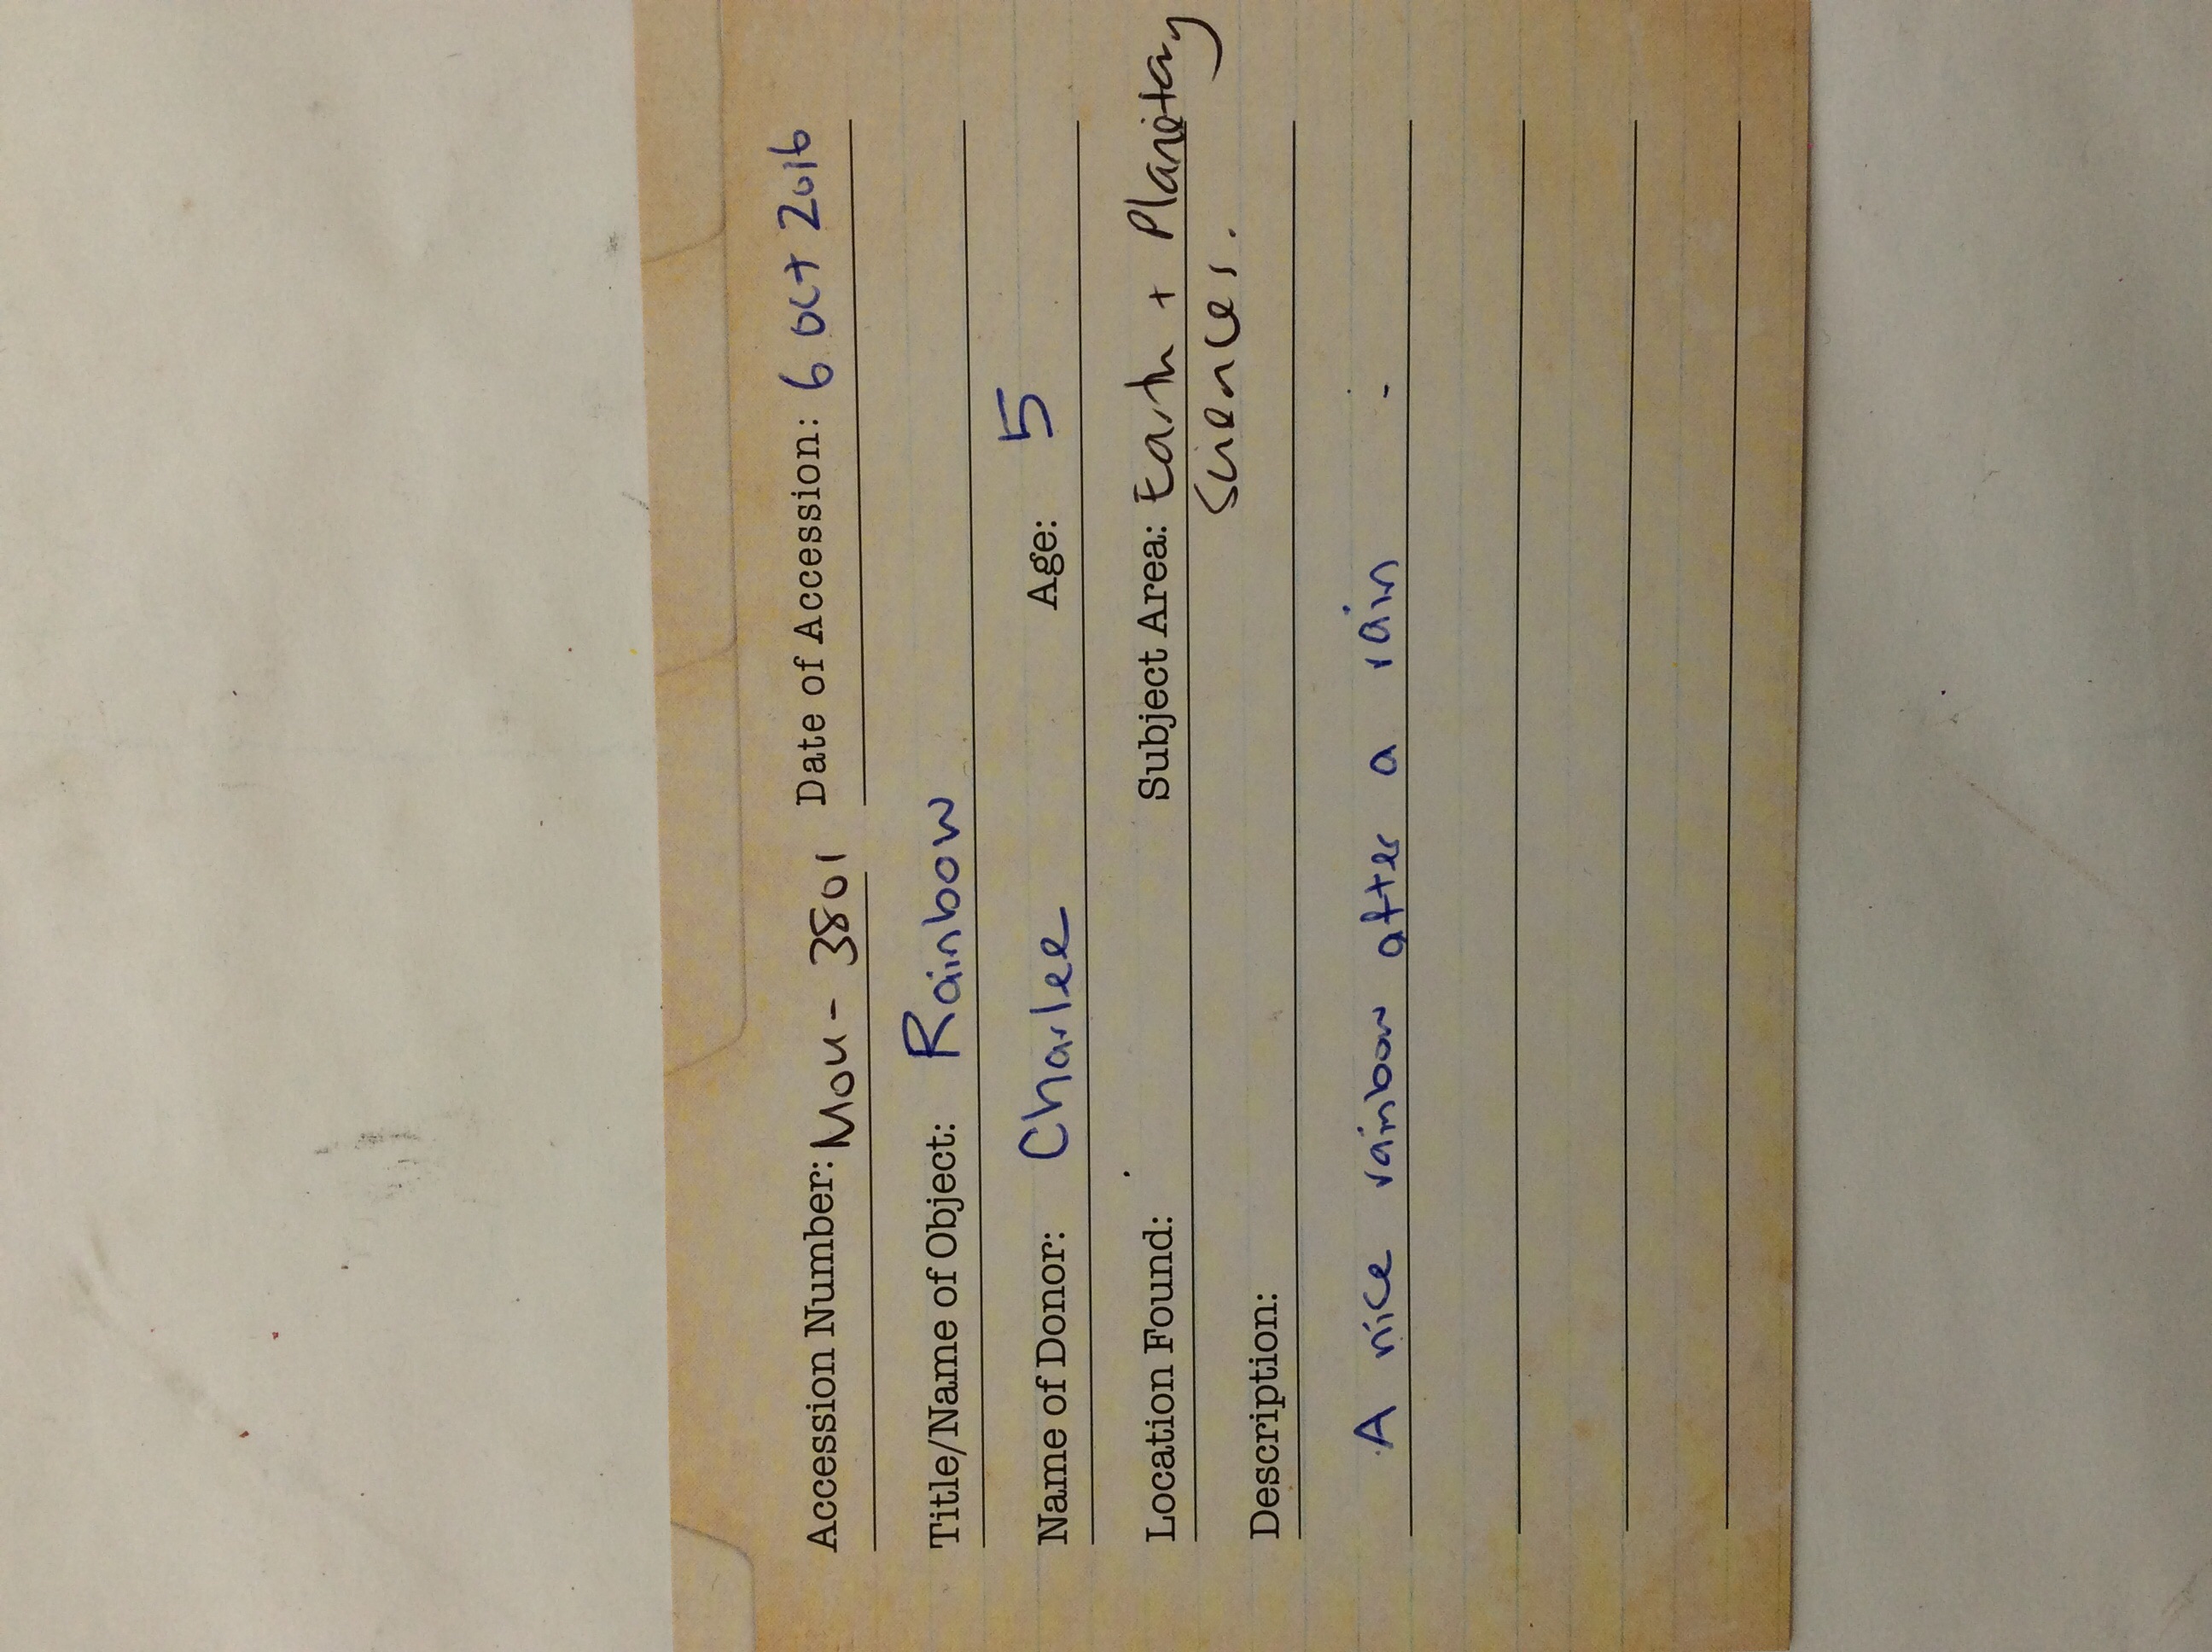 Accession Number: Mou - 3801 Date of Accession: 6 Oct 2016
Title/Name of Object: Rainbow
Name of Donor: Charlee Age: 5
Location Found: Subject Area: Earth + Planetary
Sciences.
Description:
A nice rainbow after a rain